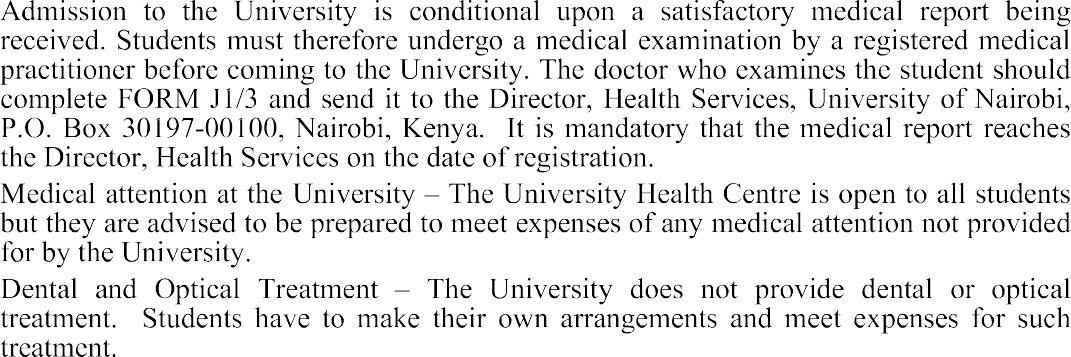 Admission to the University is conditional upon a satisfactory medical report being
received. Students must therefore undergo a medical examination by a registered medical
practitioner before coming to the University. The doctor who examines the student should
complete FORM J1/3 and send it to the Director, Health Services, University of Nairobi,
P.O. Box 30197-00100, Nairobi, Kenya.  It is mandatory that the medical report reaches
the Director, Health Services on the date of registration.
Medical attention at the University – The University Health Centre is open to all students
but they are advised to be prepared to meet expenses of any medical attention not provided
for by the University.
Dental and Optical Treatment – The University does not provide dental or optical
treatment.  Students have to make their own arrangements and meet expenses for such
treatment.